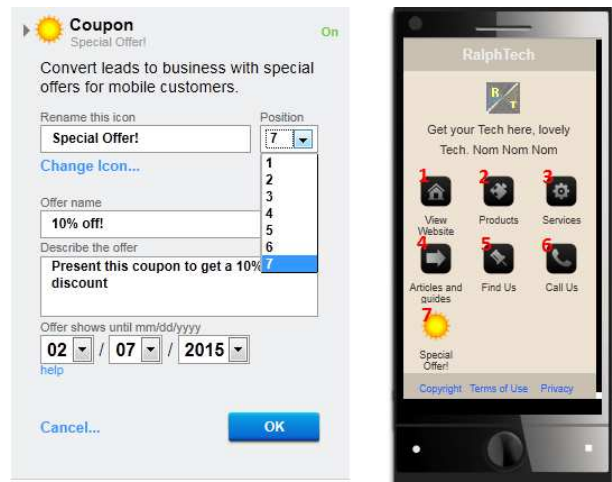 Coupon
Special Offer!
On
Convert leads to business with special
offers for mobile customers.
Rename this icon
Position
Special Offer!
7
Change Icon...
1
2
3
4
5
6
7
Offer name
10% off!
Describe the offer
Present this coupon to get a 10%
discount
Offer shows until mm/dd/yyyy
02 / 07 / 2015
help
Cancel...
OK
RalphTech
R/T
Get your Tech here, lovely
Tech. Nom Nom Nom
1 2 3
View Products Services
Website
4 5 6
Articles and Find Us Call Us
guides
7
Special
Offer!
Copyright Terms of Use Privacy